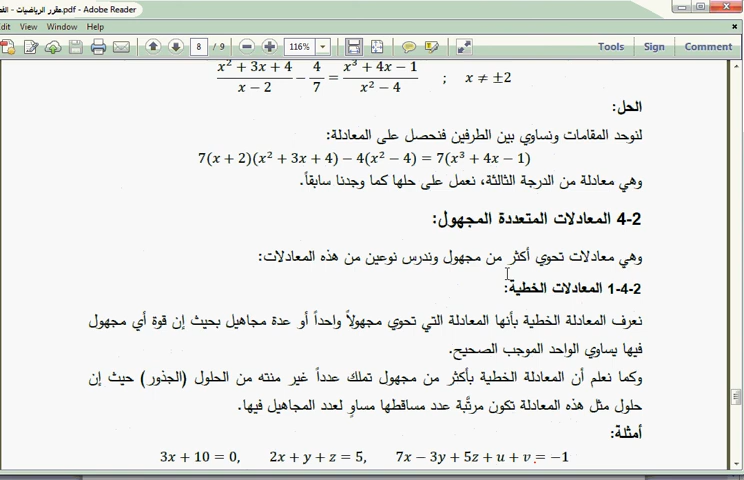 مقرر الرياضيات - الف.pdf - Adobe Reader
View Window Help
8 / 9 116% Tools Sign Comment
(x² + 3x + 4)/(x − 2) − 4/7 = (x³ + 4x − 1)/(x² − 4) ; x ≠ ±2
الحل:
لنوحد المقامات ونساوي بين الطرفين فنحصل على المعادلة:
7(x + 2)(x² + 3x + 4) − 4(x² − 4) = 7(x³ + 4x − 1)
وهي معادلة من الدرجة الثالثة، نعمل على حلها كما وجدنا سابقاً.
4-2 المعادلات المتعددة المجهول:
وهي معادلات تحوي أكثر من مجهول وندرس نوعين من هذه المعادلات:
1-4-2 المعادلات الخطية:
نعرف المعادلة الخطية بأنها المعادلة التي تحوي مجهولاً واحداً أو عدة مجاهيل بحيث إن قوة أي مجهول
فيها يساوي الواحد الموجب الصحيح.
وكما نعلم أن المعادلة الخطية بأكثر من مجهول تملك عدداً غير منته من الحلول (الجذور) حيث إن
حلول مثل هذه المعادلة تكون مرتَّبة عدد مساقطها مساوٍ لعدد المجاهيل فيها.
أمثلة:
3x + 10 = 0, 2x + y + z = 5, 7x − 3y + 5z + u + v = −1